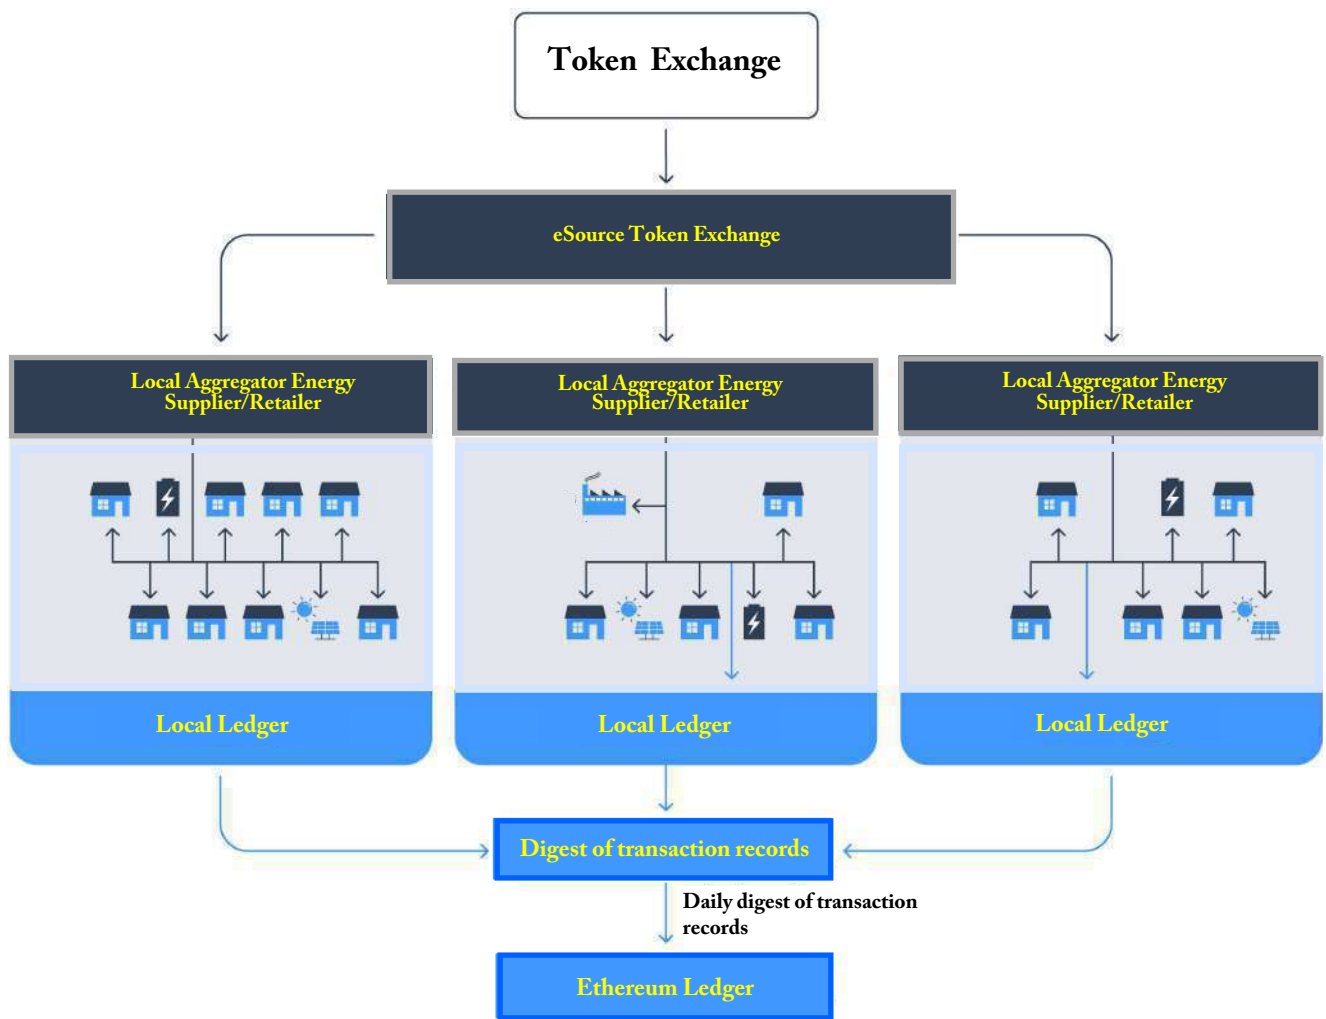 Token Exchange
eSource Token Exchange
Local Aggregator Energy
Supplier/Retailer
Local Aggregator Energy
Supplier/Retailer
Local Aggregator Energy
Supplier/Retailer
Local Ledger
Local Ledger
Local Ledger
Digest of transaction records
Daily digest of transaction
records
Ethereum Ledger